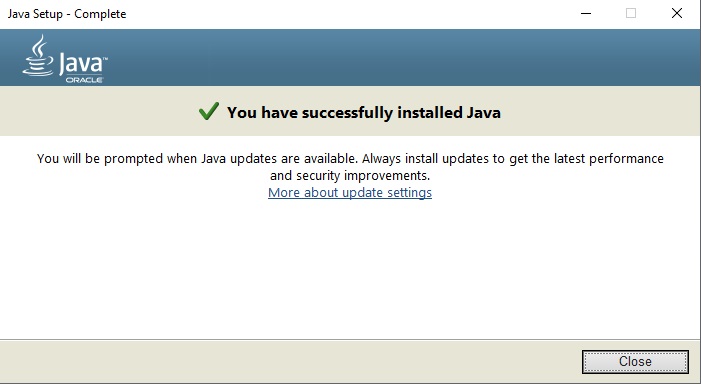 Java Setup - Complete
Java™
ORACLE
You have successfully installed Java
You will be prompted when Java updates are available. Always install updates to get the latest performance
and security improvements.
More about update settings
Close